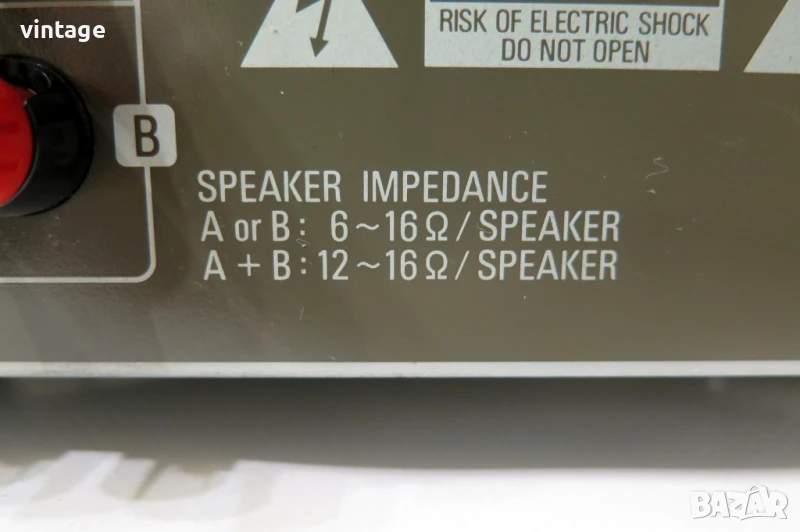 vintage
RISK OF ELECTRIC SHOCK
DO NOT OPEN
B
SPEAKER IMPEDANCE
A or B: 6~16Ω/SPEAKER
A + B:12~16Ω/SPEAKER
BAZAR